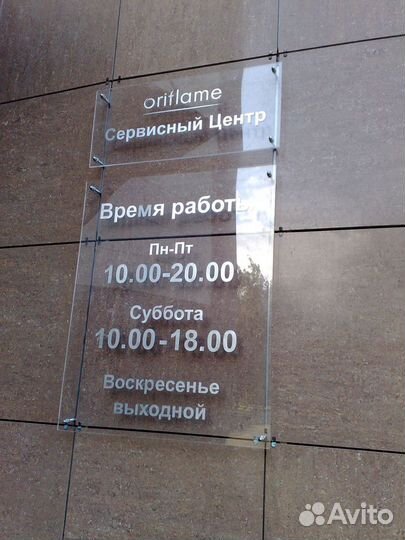 oriflame
Сервисный Центр
Время работы
Пн-Пт
10.00-20.00
Суббота
10.00-18.00
Воскресенье
выходной
Avito